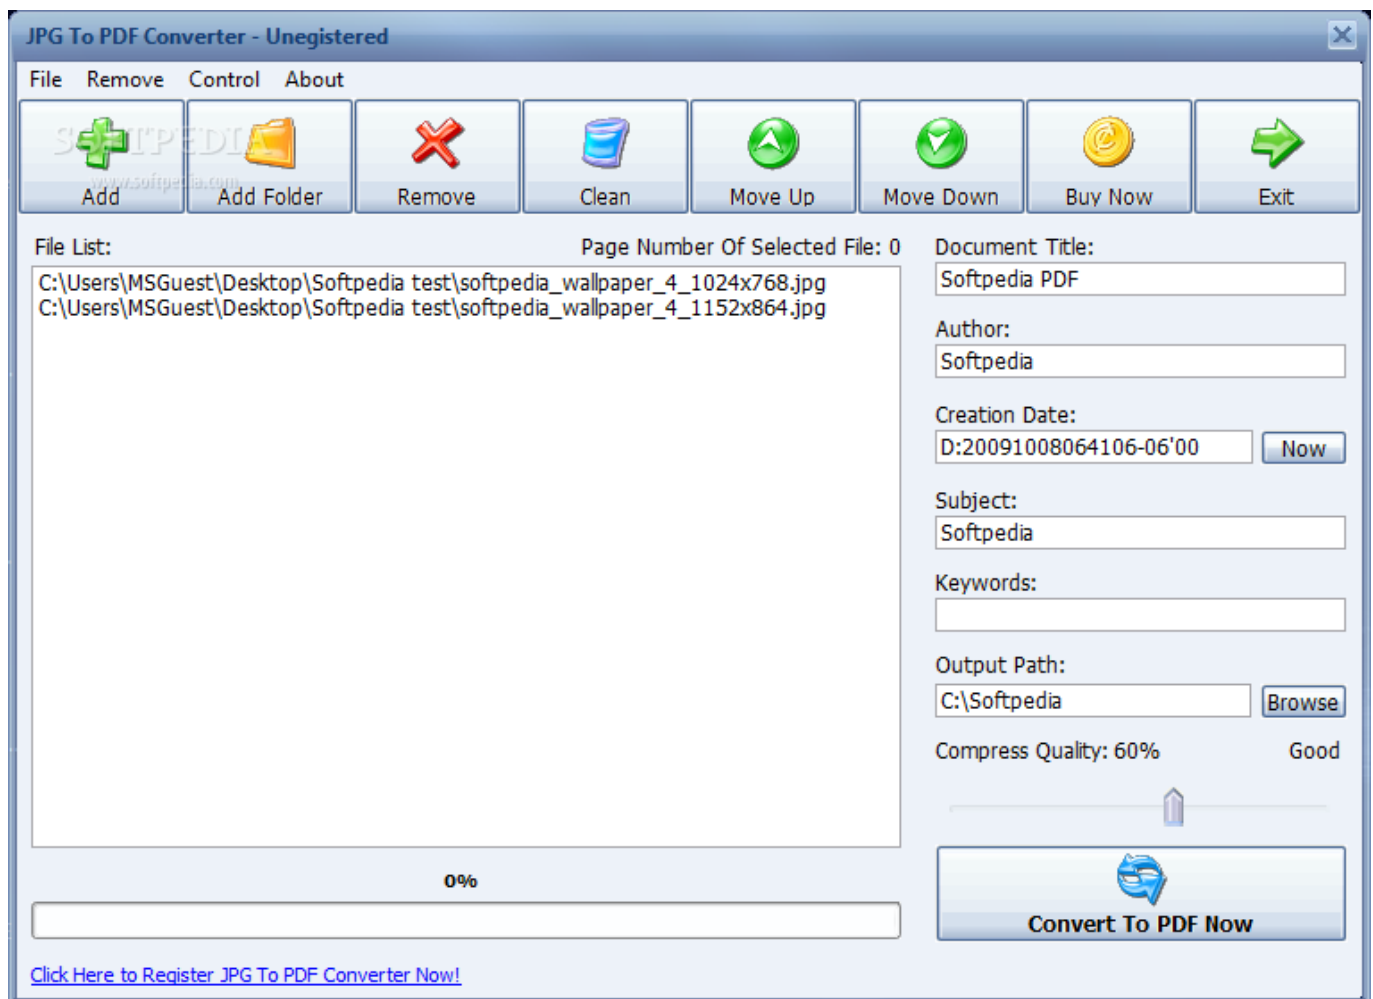 JPG To PDF Converter - Unegistered
File Remove Control About
SOFTPEDIA
www.softpedia.com
Add Add Folder Remove Clean Move Up Move Down Buy Now Exit
File List: Page Number Of Selected File: 0
C:\Users\MSGuest\Desktop\Softpedia test\softpedia_wallpaper_4_1024x768.jpg
C:\Users\MSGuest\Desktop\Softpedia test\softpedia_wallpaper_4_1152x864.jpg
0%
Click Here to Register JPG To PDF Converter Now!
Document Title:
Softpedia PDF
Author:
Softpedia
Creation Date:
D:20091008064106-06'00 Now
Subject:
Softpedia
Keywords:
Output Path:
C:\Softpedia Browse
Compress Quality: 60% Good
Convert To PDF Now